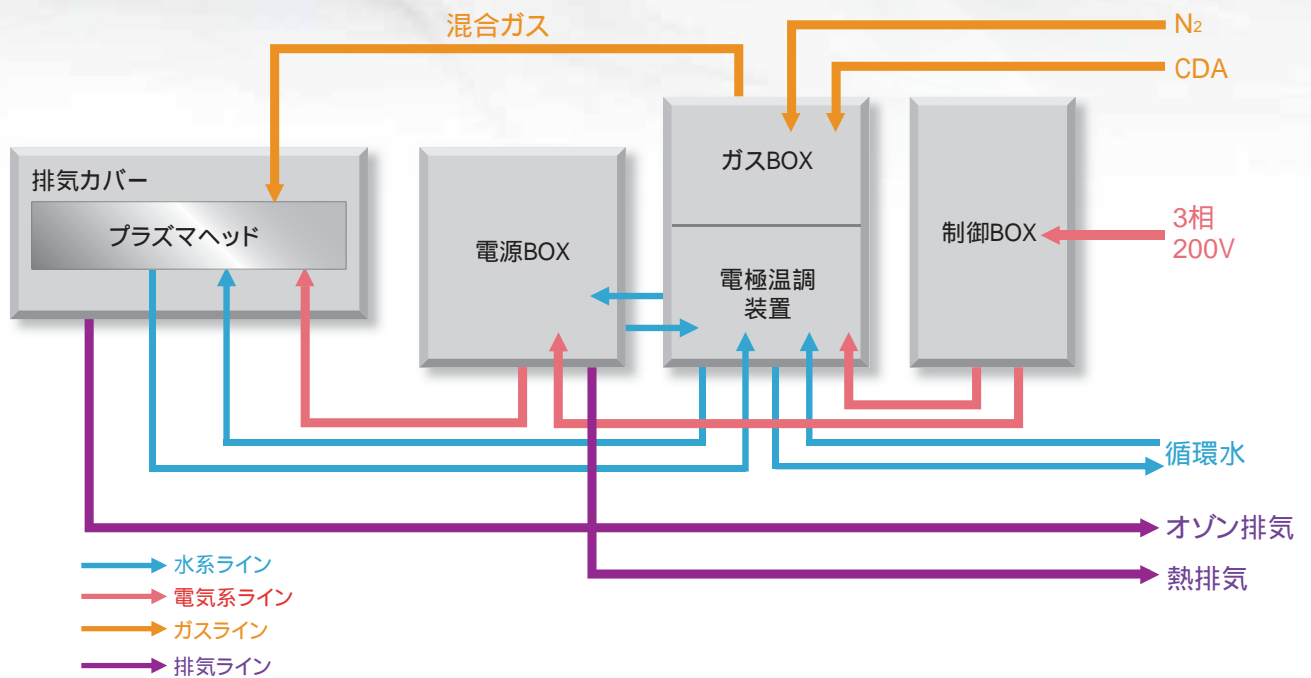 混合ガス
N₂
CDA
排気カバー
プラズマヘッド
電源BOX
ガスBOX
電極温調
装置
制御BOX
3相
200V
循環水
オゾン排気
熱排気
水系ライン
電気系ライン
ガスライン
排気ライン